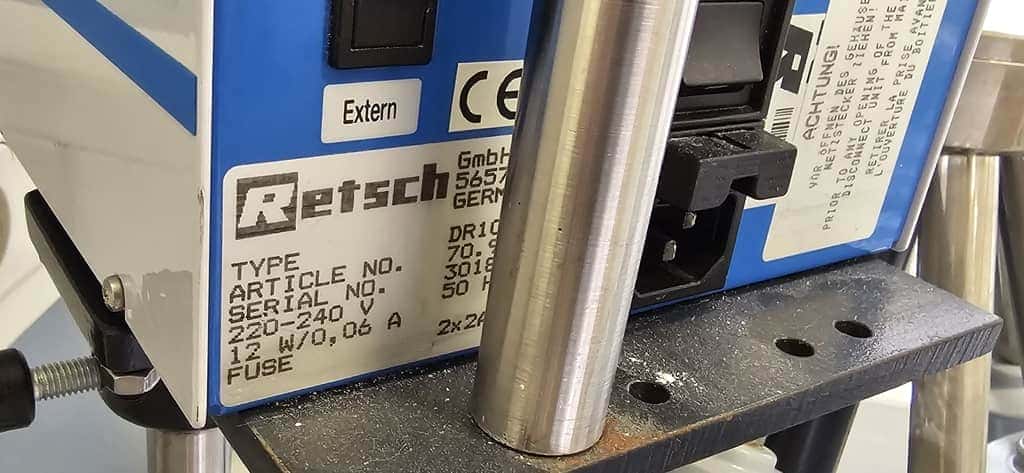 Extern
CE
Retsch
GmbH
5657
GERM
TYPE DR10
ARTICLE NO. 70.9
SERIAL NO. 3018
220-240 V 50 H
12 W/0,06 A
FUSE 2x2A
ACHTUNG!
VOR ÖFFNEN DES GEHÄUSE
NETZSTECKER ZIEHEN!
PRIOR TO ANY OPENING OF
DISCONNECT UNIT FROM THE
RETIRER LA PRISE AVAN
L'OUVERTURE DU BOITIER